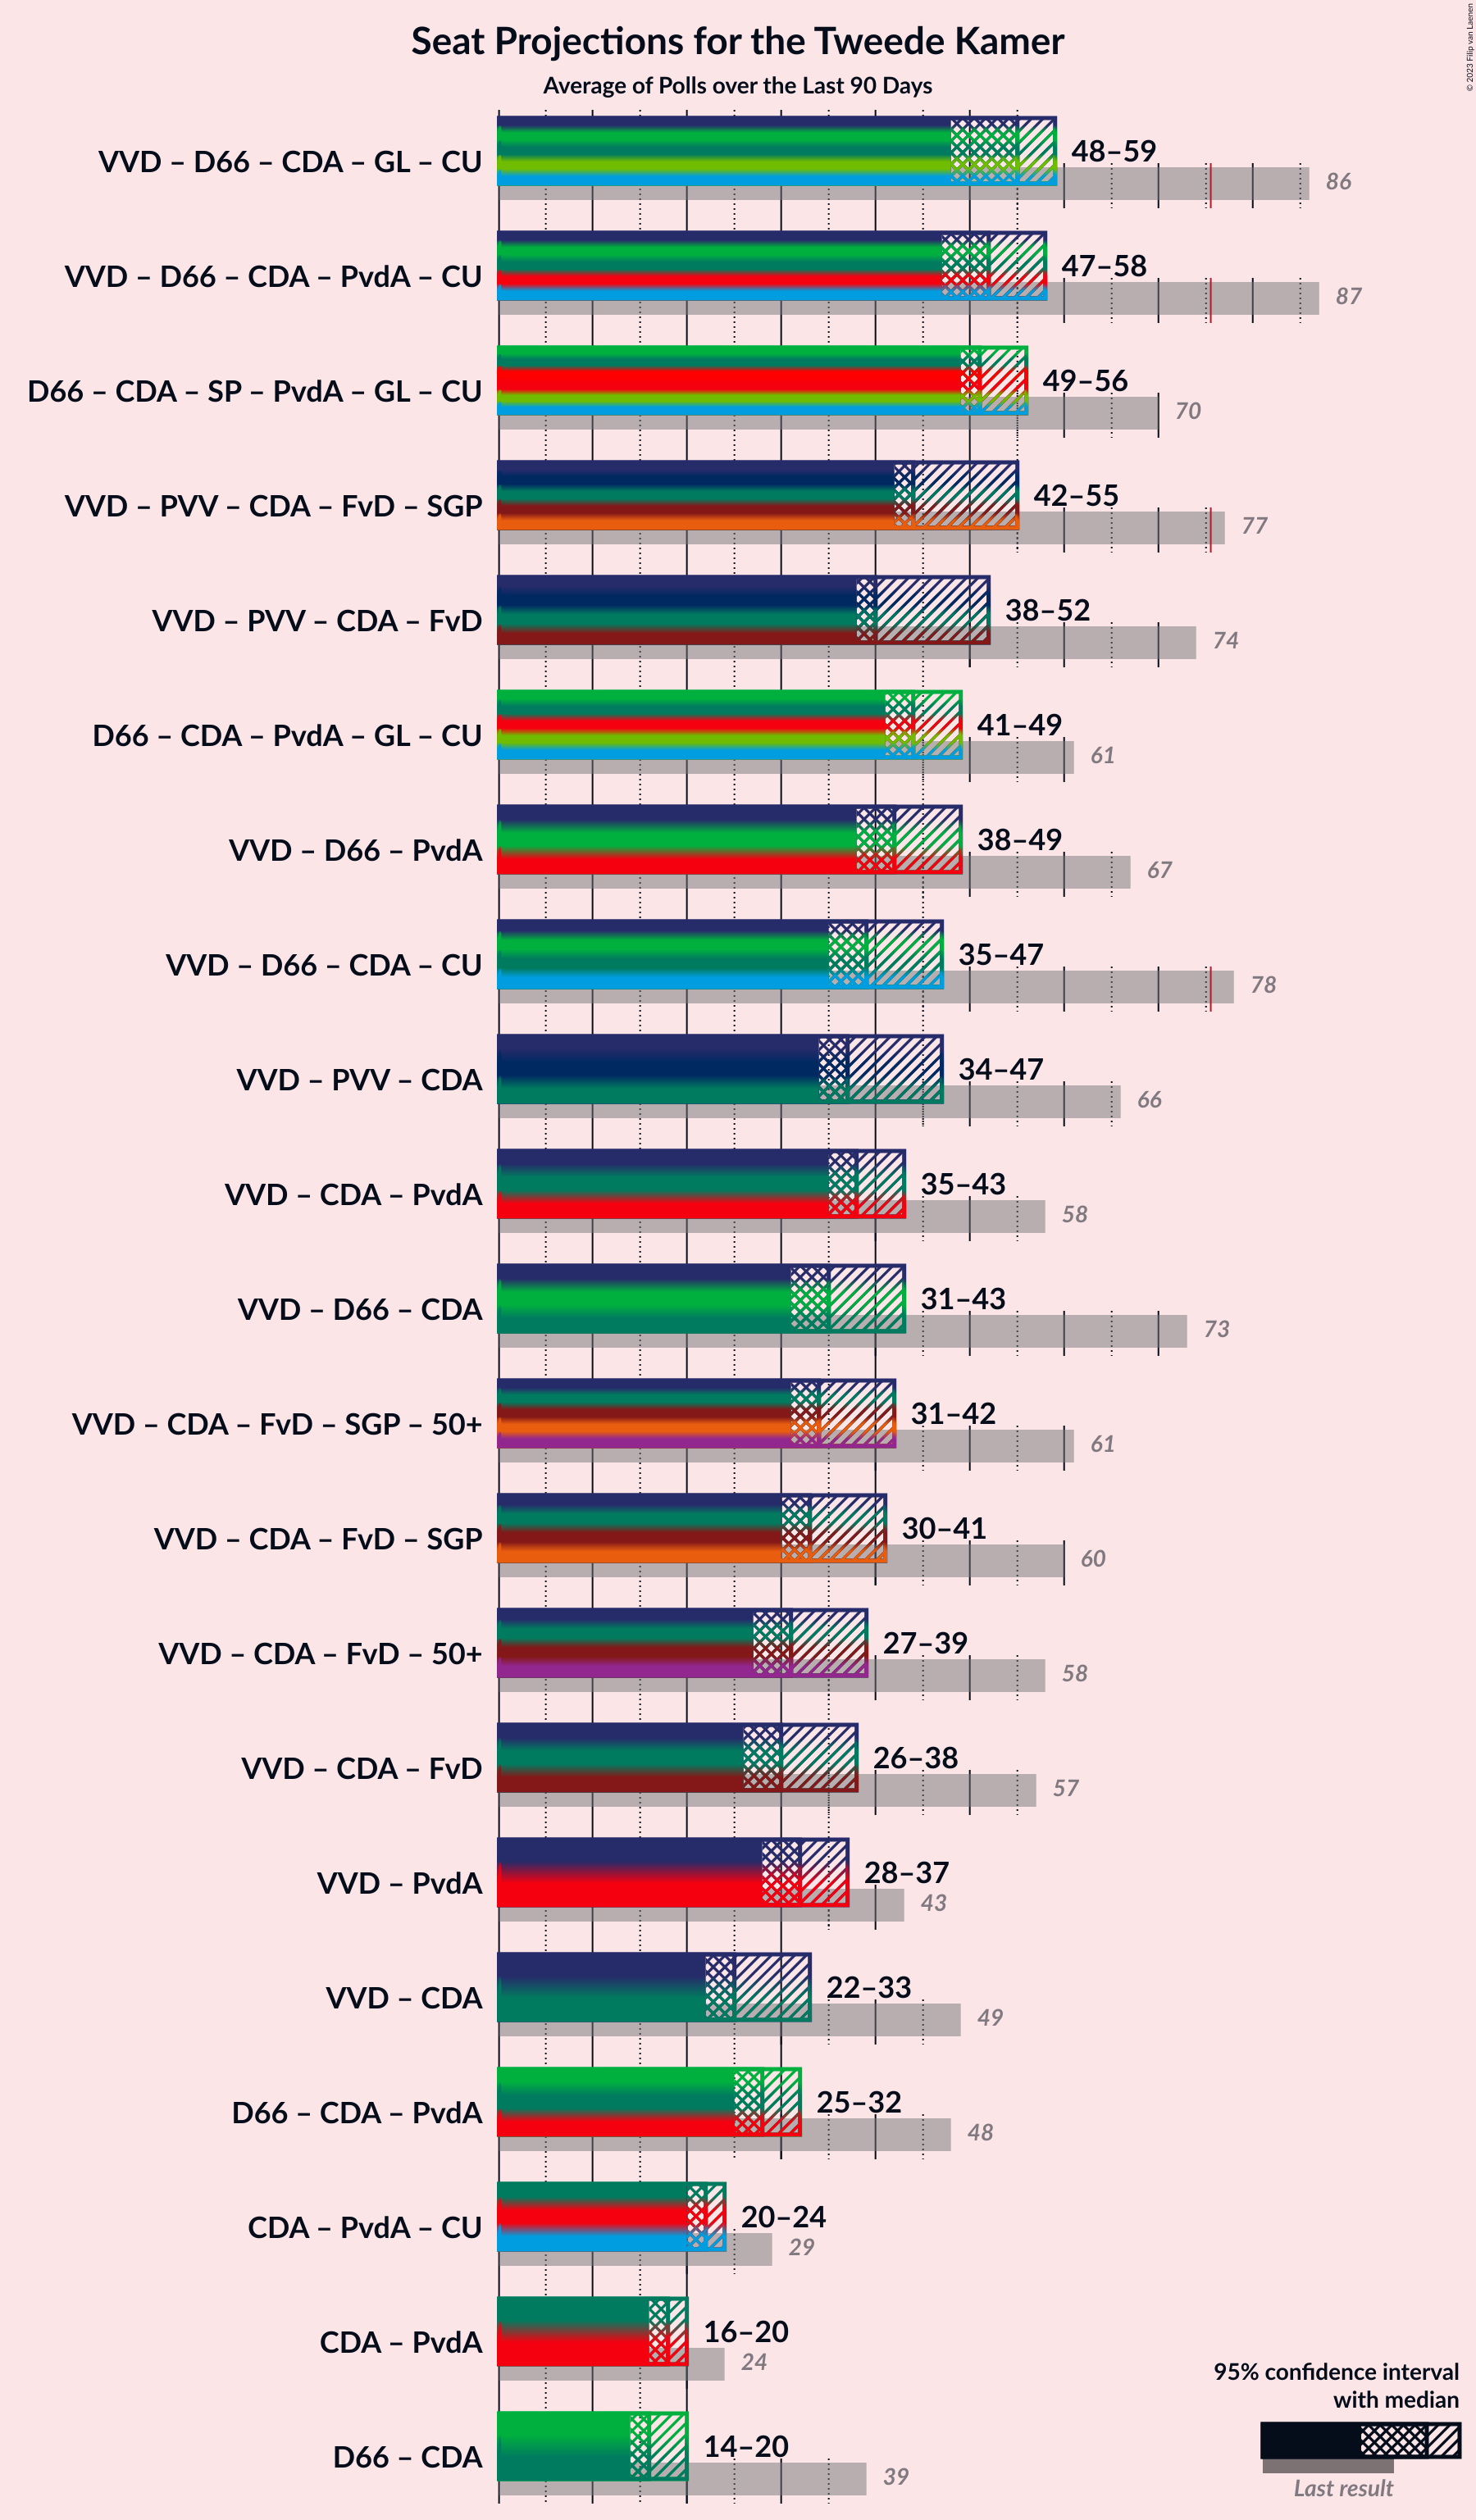 © 2023 Filip van Laenen
Seat Projections for the Tweede Kamer
Average of Polls over the Last 90 Days
VVD – D66 – CDA – GL – CU
48–59
86
VVD – D66 – CDA – PvdA – CU
47–58
87
D66 – CDA – SP – PvdA – GL – CU
49–56
70
VVD – PVV – CDA – FvD – SGP
42–55
77
VVD – PVV – CDA – FvD
38–52
74
D66 – CDA – PvdA – GL – CU
41–49
61
VVD – D66 – PvdA
38–49
67
VVD – D66 – CDA – CU
35–47
78
VVD – PVV – CDA
34–47
66
VVD – CDA – PvdA
35–43
58
VVD – D66 – CDA
31–43
73
VVD – CDA – FvD – SGP – 50+
31–42
61
VVD – CDA – FvD – SGP
30–41
60
VVD – CDA – FvD – 50+
27–39
58
VVD – CDA – FvD
26–38
57
VVD – PvdA
28–37
43
VVD – CDA
22–33
49
D66 – CDA – PvdA
25–32
48
CDA – PvdA – CU
20–24
29
CDA – PvdA
16–20
24
D66 – CDA
14–20
39
95% confidence interval
with median
Last result